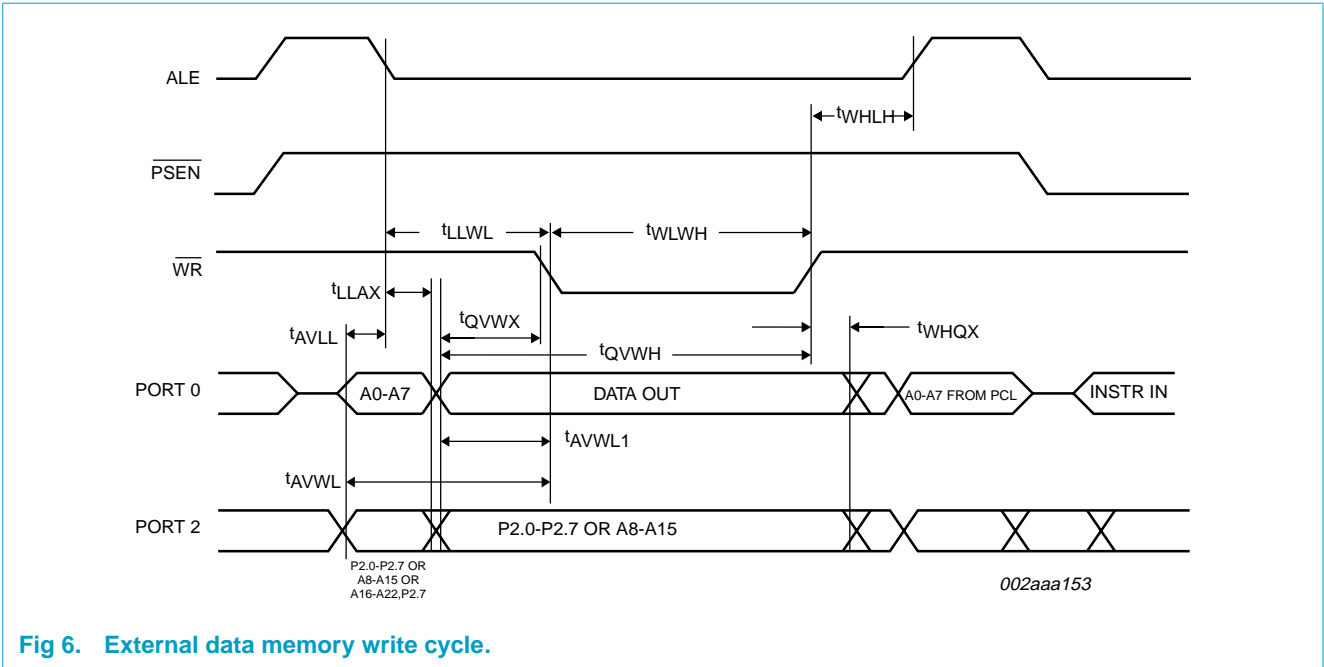 ALE
tWHLH
PSEN
tLLWL
tWLWH
WR
tLLAX
tQVWX
tWHQX
tAVLL
tQVWH
PORT 0
A0-A7
DATA OUT
A0-A7 FROM PCL
INSTR IN
tAVWL1
tAVWL
PORT 2
P2.0-P2.7 OR A8-A15
P2.0-P2.7 OR
A8-A15 OR
A16-A22,P2.7
002aaa153
Fig 6. External data memory write cycle.